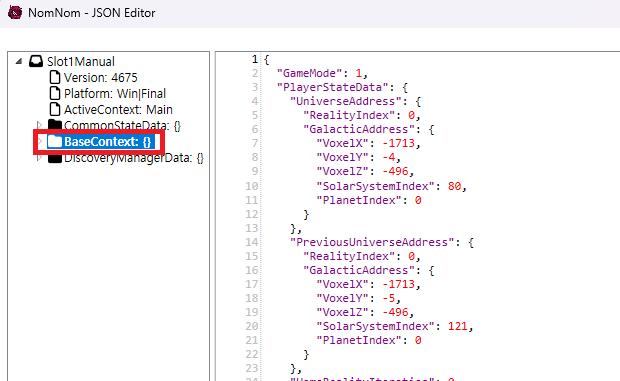 NomNom - JSON Editor
Slot1Manual
Version: 4675
Platform: Win|Final
ActiveContext: Main
CommonStateData: {}
BaseContext: {}
DiscoveryManagerData: {}
1 {
2 "GameMode": 1,
3 "PlayerStateData": {
4 "UniverseAddress": {
5 "RealityIndex": 0,
6 "GalacticAddress": {
7 "VoxelX": -1713,
8 "VoxelY": -4,
9 "VoxelZ": -496,
10 "SolarSystemIndex": 80,
11 "PlanetIndex": 0
12 }
13 },
14 "PreviousUniverseAddress": {
15 "RealityIndex": 0,
16 "GalacticAddress": {
17 "VoxelX": -1713,
18 "VoxelY": -5,
19 "VoxelZ": -496,
20 "SolarSystemIndex": 121,
21 "PlanetIndex": 0
22 }
23 },